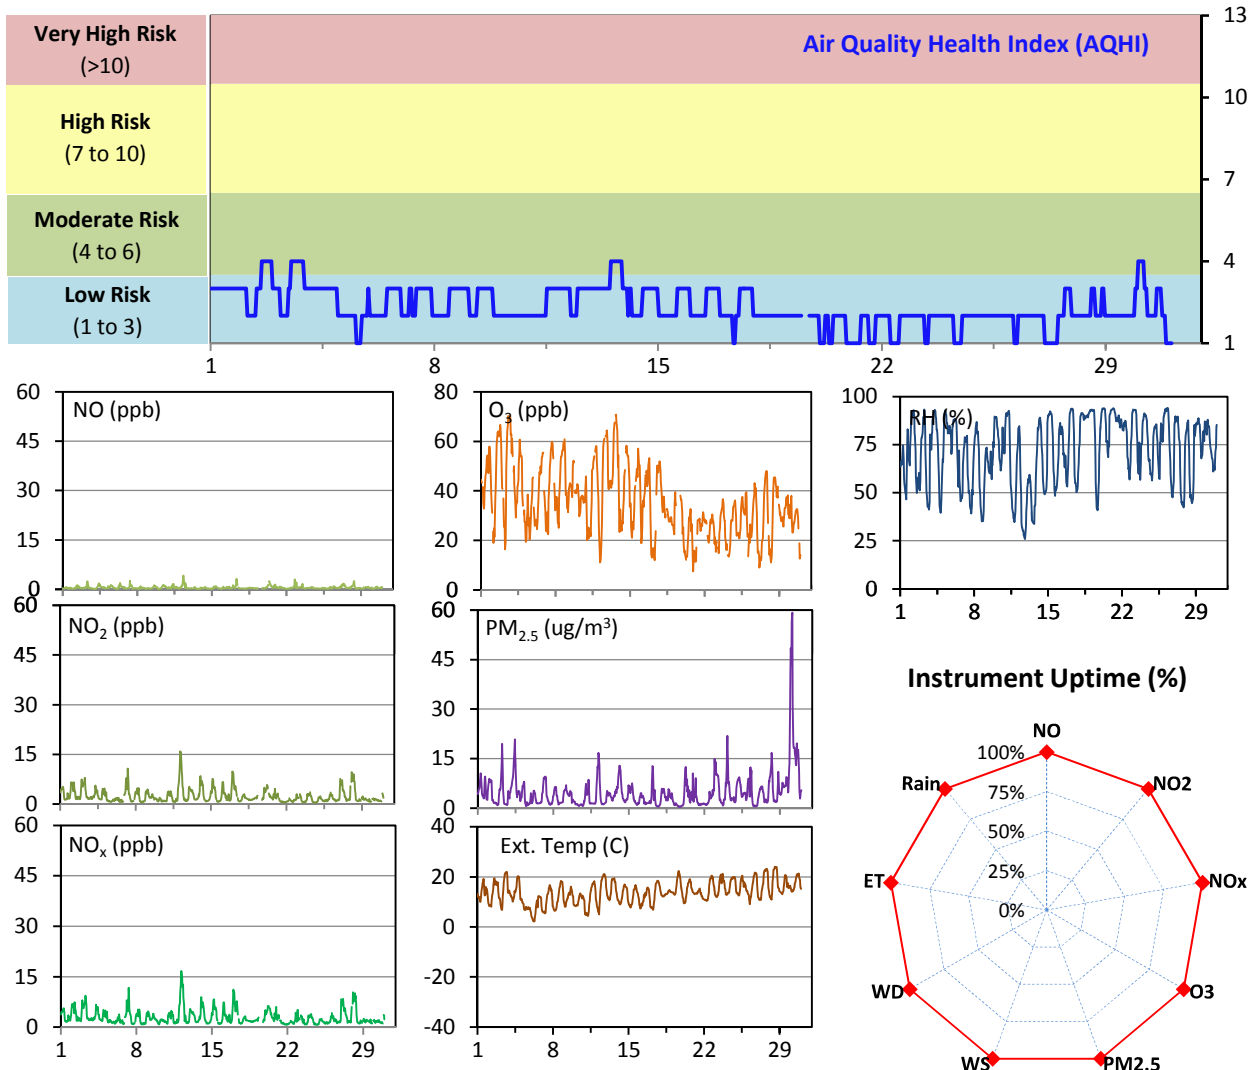 Very High Risk
(>10)
High Risk
(7 to 10)
Moderate Risk
(4 to 6)
Low Risk
(1 to 3)
Air Quality Health Index (AQHI)
13
10
7
4
1
1 8 15 22 29
NO (ppb)
60
45
30
15
0
O3 (ppb)
80
60
40
20
0
RH (%)
100
75
50
25
0
1 8 15 22 29
NO2 (ppb)
60
45
30
15
0
PM2.5 (ug/m³)
60
45
30
15
0
NOx (ppb)
60
45
30
15
0
1 8 15 22 29
Ext. Temp (C)
40
20
0
-20
-40
1 8 15 22 29
Instrument Uptime (%)
NO
NO2
NOx
O3
PM2.5
WS
WD
ET
Rain
100%
75%
50%
25%
0%